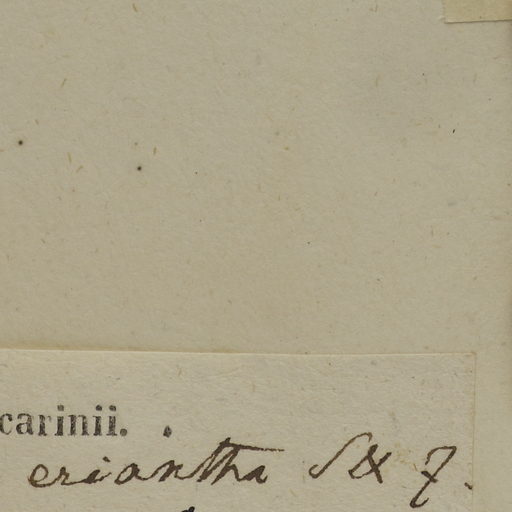 carinii. .
eriantha S & Z.